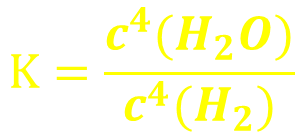 K = c⁴(H₂O) / c⁴(H₂)